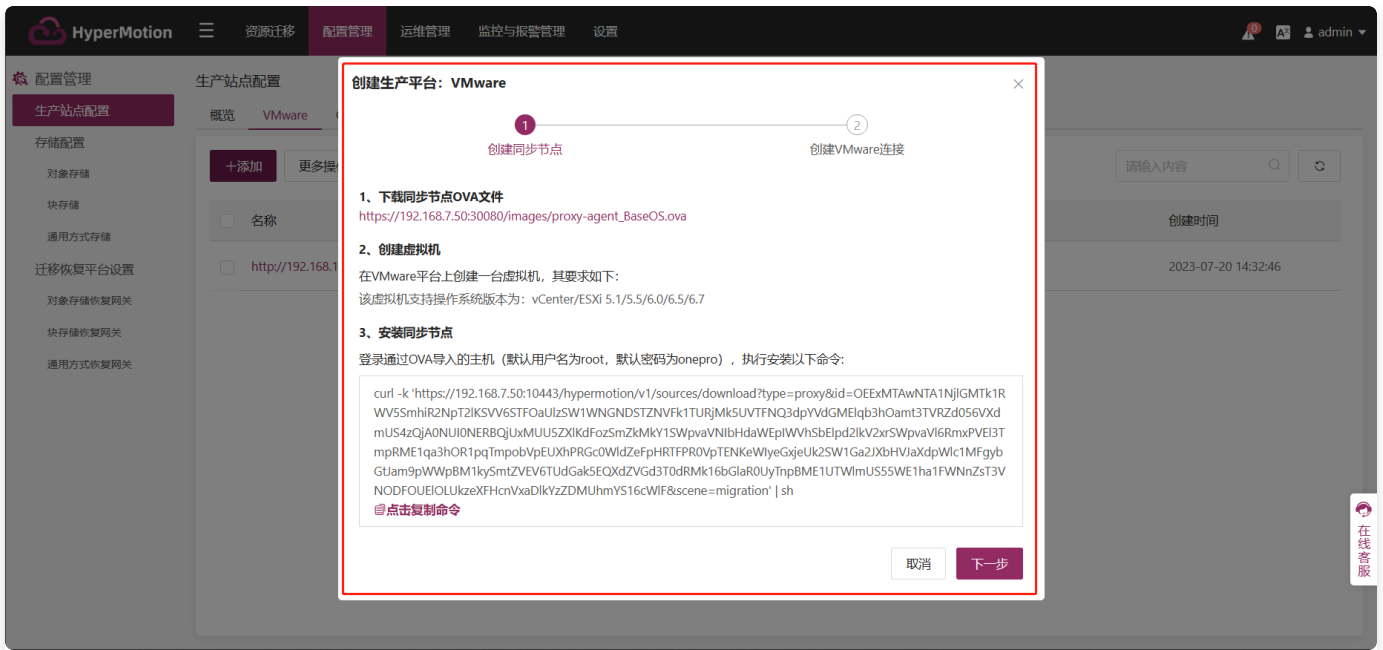 HyperMotion
资源迁移
配置管理
运维管理
监控与报警管理
设置
0
admin
配置管理
生产站点配置
存储配置
对象存储
块存储
通用方式存储
迁移恢复平台设置
对象存储恢复网关
块存储恢复网关
通用方式恢复网关
生产站点配置
概览
VMware
+添加
更多操
请输入内容
名称
创建时间
http://192.168.1
2023-07-20 14:32:46
创建生产平台：VMware
1
2
创建同步节点
创建VMware连接
1、下载同步节点OVA文件
https://192.168.7.50:30080/images/proxy-agent_BaseOS.ova
2、创建虚拟机
在VMware平台上创建一台虚拟机，其要求如下：
该虚拟机支持操作系统版本为：vCenter/ESXi 5.1/5.5/6.0/6.5/6.7
3、安装同步节点
登录通过OVA导入的主机（默认用户名为root，默认密码为onepro），执行安装以下命令:
curl -k 'https://192.168.7.50:10443/hypermotion/v1/sources/download?type=proxy&id=OEExMTAwNTA1NjlGMTk1R
WV5SmhiR2NpT2lKSVV6STFOaUlzSW1WNGNDSTZNVFk1TURjMk5UVTFNQ3dpYVdGMElqb3hOamt3TVRZd056VXd
mUS4zQjA0NUI0NERBQjUxMUU5ZXlKdFozSmZkMkY1SWpvaVNIbHdaWEpIWVhSbElpd2lkV2xrSWpvaVl6RmxPVEl3T
mpRME1qa3hOR1pqTmpobVpEUXhPRGc0WldZeFpHRTFPR0VpTENKeWIyeGxjeUk2SW1Ga2JXbHVJaXdpWlc1MFgyb
GtJam9pWWpBM1kySmtZVEV6TUdGak5EQXdZVGd3T0dRMk16bGlaR0UyTnpBME1UTWlmUS55WE1ha1FWNnZsT3V
NODFOUElOLUkzeXFHcnVxaDlkYzZDMUhmYS16cWlF&scene=migration' | sh
点击复制命令
取消
下一步
在线客服